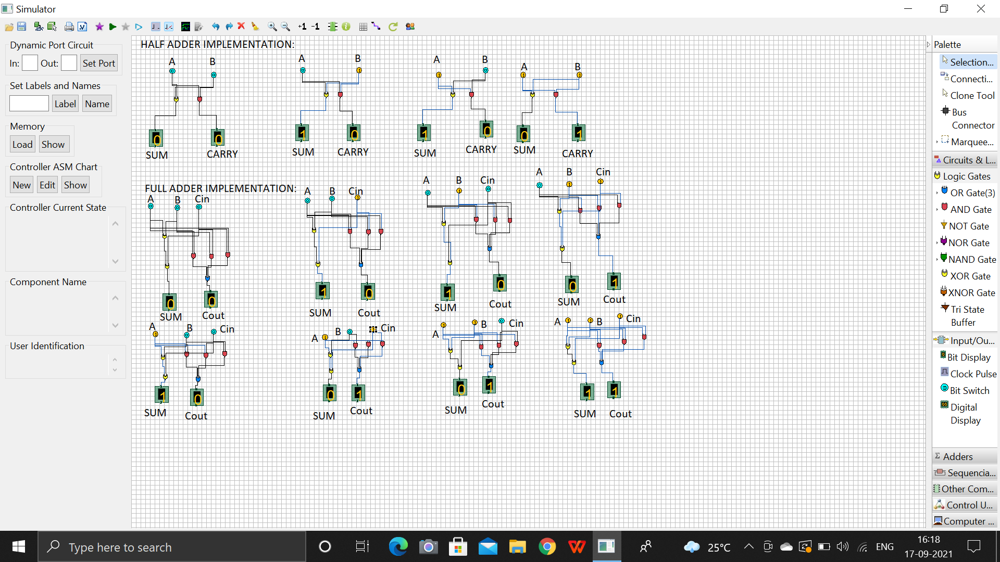 Simulator
+1 -1
Dynamic Port Circuit
In: Out: Set Port
Set Labels and Names
Label Name
Memory
Load Show
Controller ASM Chart
New Edit Show
Controller Current State
Component Name
User Identification
HALF ADDER IMPLEMENTATION:
A B A B A B A B
0 0 1 0 1 0 0 1
SUM CARRY SUM CARRY SUM CARRY SUM CARRY
FULL ADDER IMPLEMENTATION:
A B Cin A B Cin A B Cin A B Cin
0 0 1 0 1 0 0 1
SUM Cout SUM Cout SUM Cout SUM Cout
A B Cin A B Cin A B Cin A B Cin
1 0 0 1 0 1 1 1
SUM Cout SUM Cout SUM Cout SUM Cout
Palette
Selection...
Connecti...
Clone Tool
Bus
Connector
Marquee...
Circuits & L...
Logic Gates
OR Gate(3)
AND Gate
NOT Gate
NOR Gate
NAND Gate
XOR Gate
XNOR Gate
Tri State
Buffer
Input/Ou...
Bit Display
Clock Pulse
Bit Switch
Digital
Display
Adders
Sequencia...
Other Com...
Control U...
Computer ...
Type here to search
25°C
ENG
16:18
17-09-2021